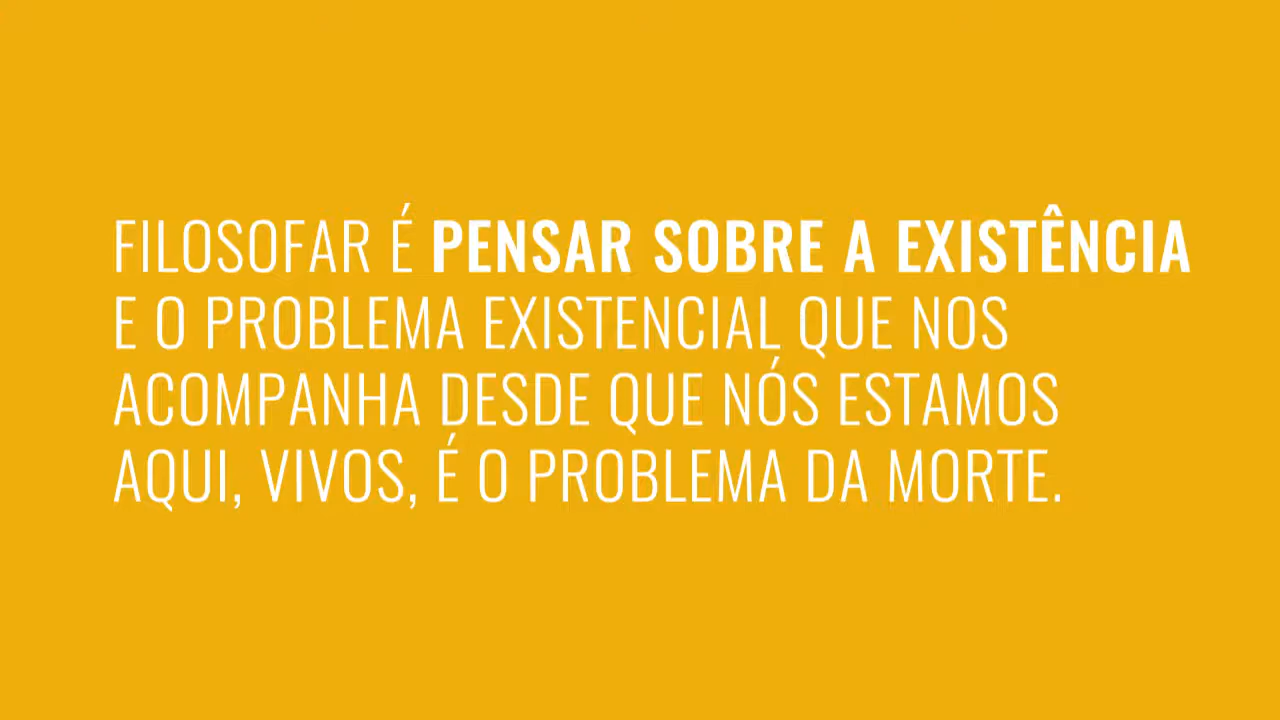 FILOSOFAR É PENSAR SOBRE A EXISTÊNCIA
E O PROBLEMA EXISTENCIAL QUE NOS
ACOMPANHA DESDE QUE NÓS ESTAMOS
AQUI, VIVOS, É O PROBLEMA DA MORTE.